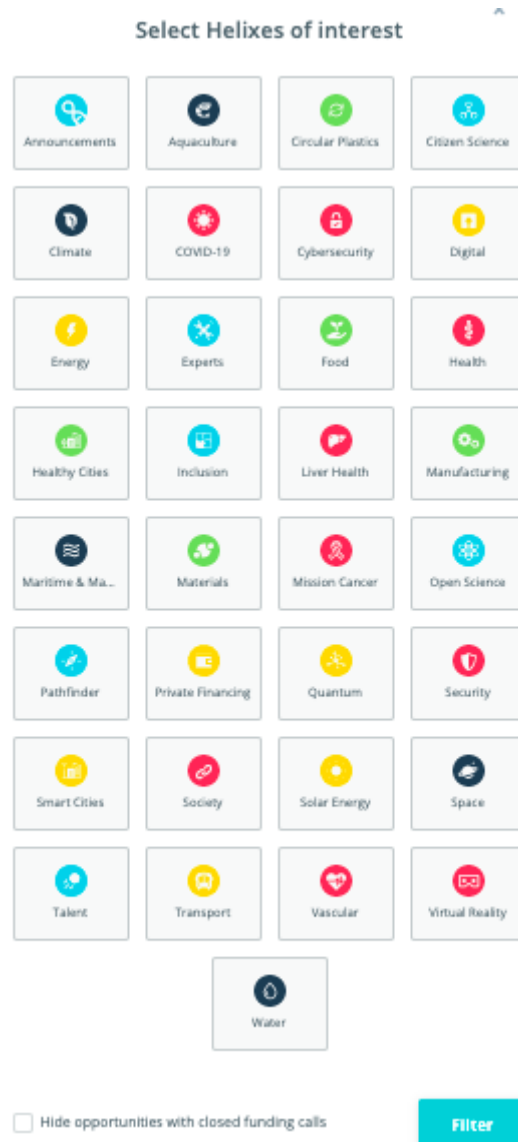 Select Helixes of interest
Announcements Aquaculture Circular Plastics Citizen Science
Climate COVID-19 Cybersecurity Digital
Energy Experts Food Health
Healthy Cities Inclusion Liver Health Manufacturing
Maritime & Ma... Materials Mission Cancer Open Science
Pathfinder Private Financing Quantum Security
Smart Cities Society Solar Energy Space
Talent Transport Vascular Virtual Reality
Water
Hide opportunities with closed funding calls Filter